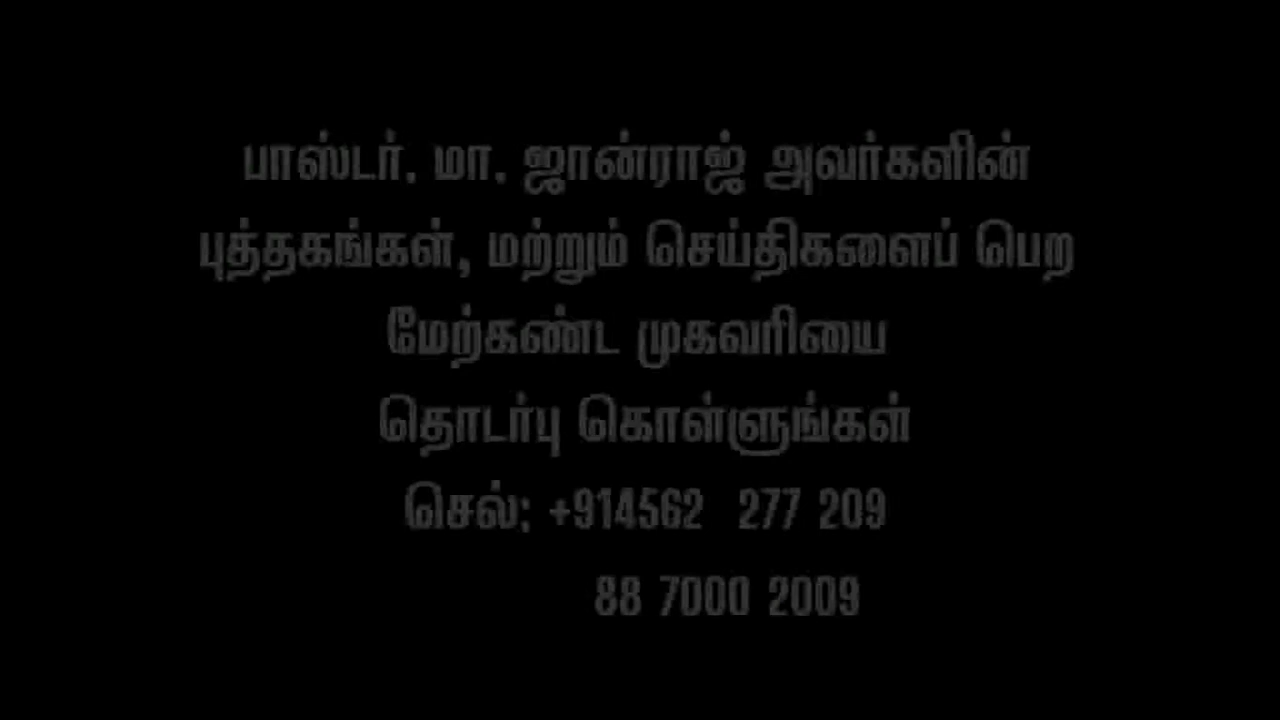 பாஸ்டர். மா. ஜான்ராஜ் அவர்களின்
புத்தகங்கள், மற்றும் செய்திகளைப் பெற
மேற்கண்ட முகவரியை
தொடர்பு கொள்ளுங்கள்
செல்: +914562 277 209
88 7000 2009